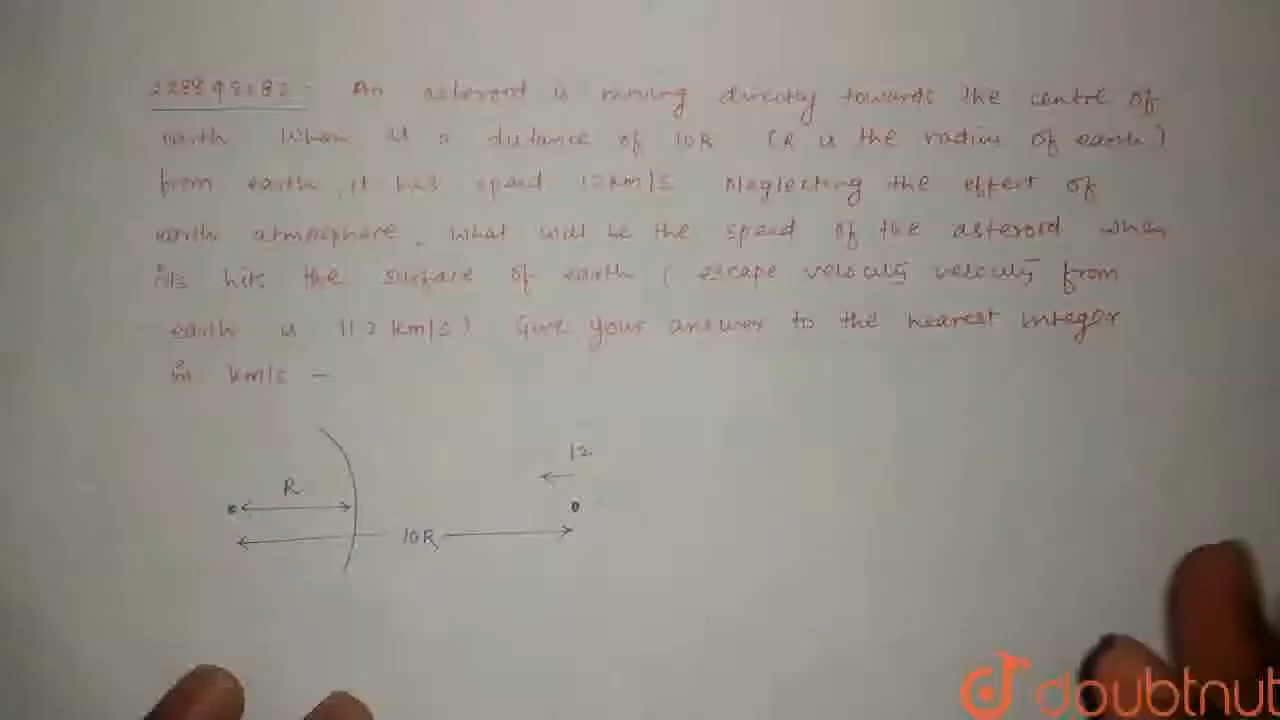 An asteroid is moving directly towards the centre of
earth When it a distance of 10R (R is the radius of earth)
from earth, it has speed 12 km/s Neglecting the effect of
earth atmosphere, What will be the speed of the asteroid when
its hits the surface of earth (escape velocity velocity from
earth is 11.2 km/s) Give your answer to the nearest integer
in km/s -
12
R
10R
doubtnut